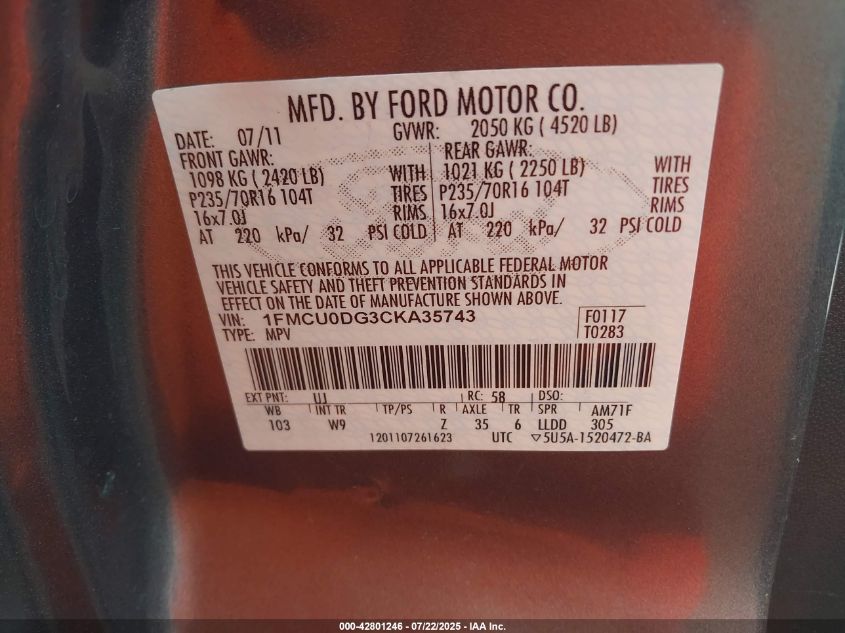 MFD. BY FORD MOTOR CO.
DATE: 07/11 GVWR: 2050 KG ( 4520 LB)
FRONT GAWR: REAR GAWR:
1098 KG ( 2420 LB) WITH 1021 KG ( 2250 LB) WITH
P235/70R16 104T TIRES P235/70R16 104T TIRES
16x7.0J RIMS 16x7.0J RIMS
AT 220 kPa/ 32 PSI COLD AT 220 kPa/ 32 PSI COLD
THIS VEHICLE CONFORMS TO ALL APPLICABLE FEDERAL MOTOR
VEHICLE SAFETY AND THEFT PREVENTION STANDARDS IN
EFFECT ON THE DATE OF MANUFACTURE SHOWN ABOVE.
VIN: 1FMCU0DG3CKA35743 F0117
TYPE: MPV T0283
EXT PNT: UJ RC: 58 DSO:
WB INT TR TP/PS R AXLE TR SPR AM71F
103 W9 Z 35 6 LLDD 305
1201107261623 UTC ▽5U5A-1520472-BA
000-42801246 - 07/22/2025 - IAA Inc.